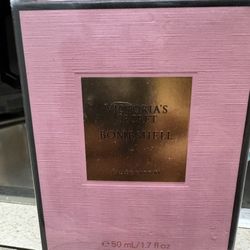 VICTORIA'S
SECRET
BOMBSHELL
℮ 50 mL/1.7 fl oz